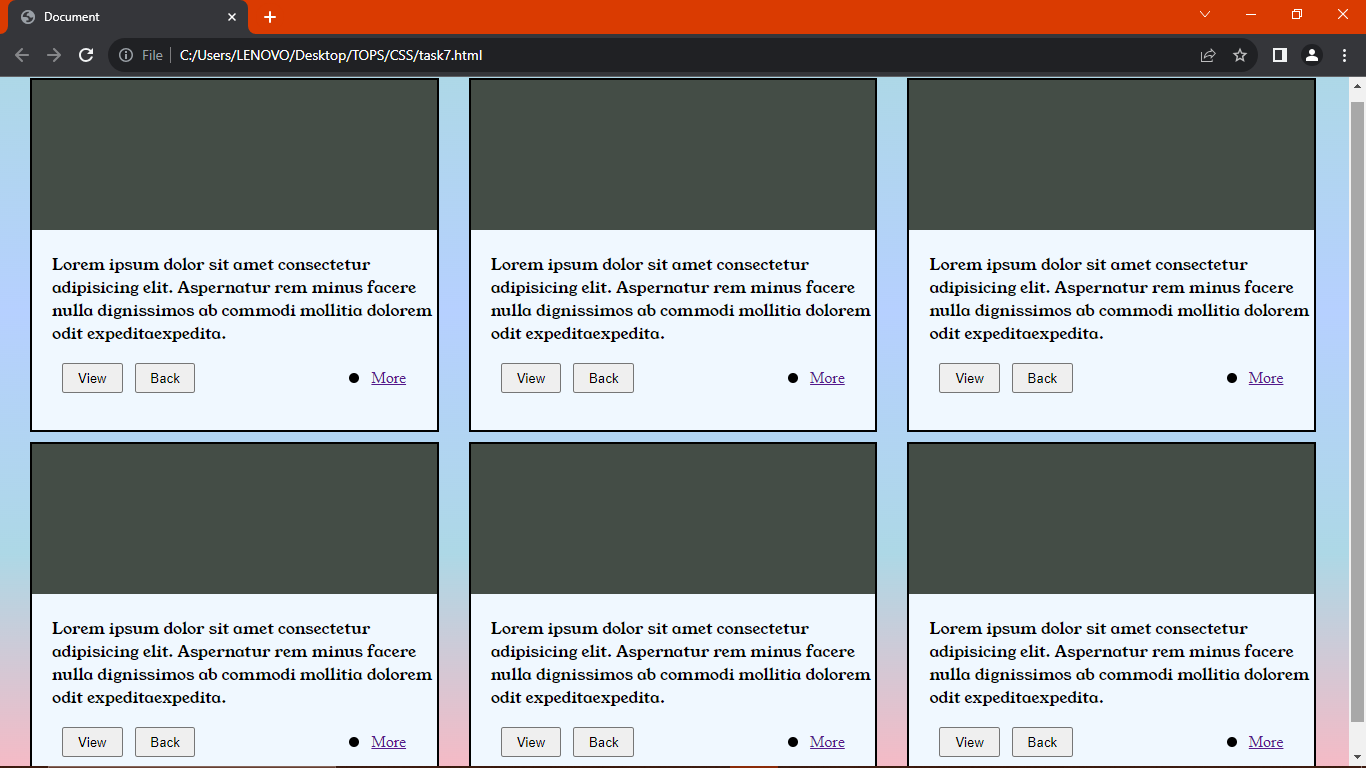 Document
File C:/Users/LENOVO/Desktop/TOPS/CSS/task7.html
Lorem ipsum dolor sit amet consectetur
adipisicing elit. Aspernatur rem minus facere
nulla dignissimos ab commodi mollitia dolorem
odit expeditaexpedita.
View Back More
Lorem ipsum dolor sit amet consectetur
adipisicing elit. Aspernatur rem minus facere
nulla dignissimos ab commodi mollitia dolorem
odit expeditaexpedita.
View Back More
Lorem ipsum dolor sit amet consectetur
adipisicing elit. Aspernatur rem minus facere
nulla dignissimos ab commodi mollitia dolorem
odit expeditaexpedita.
View Back More
Lorem ipsum dolor sit amet consectetur
adipisicing elit. Aspernatur rem minus facere
nulla dignissimos ab commodi mollitia dolorem
odit expeditaexpedita.
View Back More
Lorem ipsum dolor sit amet consectetur
adipisicing elit. Aspernatur rem minus facere
nulla dignissimos ab commodi mollitia dolorem
odit expeditaexpedita.
View Back More
Lorem ipsum dolor sit amet consectetur
adipisicing elit. Aspernatur rem minus facere
nulla dignissimos ab commodi mollitia dolorem
odit expeditaexpedita.
View Back More